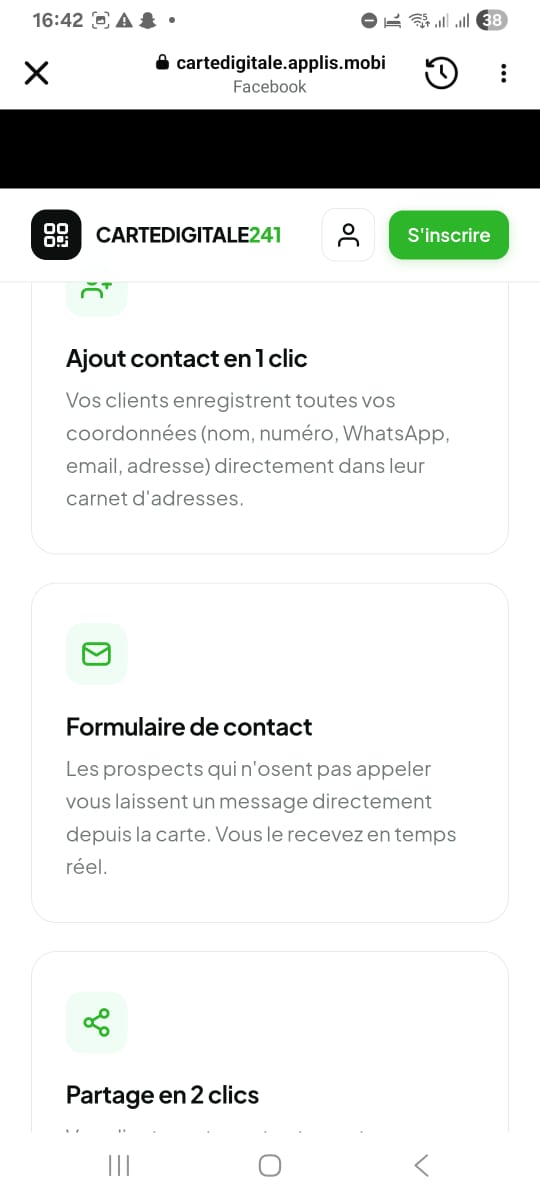 16:42
38
cartedigitale.applis.mobi
Facebook
CARTEDIGITALE241
S'inscrire
Ajout contact en 1 clic
Vos clients enregistrent toutes vos
coordonnées (nom, numéro, WhatsApp,
email, adresse) directement dans leur
carnet d'adresses.
Formulaire de contact
Les prospects qui n'osent pas appeler
vous laissent un message directement
depuis la carte. Vous le recevez en temps
réel.
Partage en 2 clics